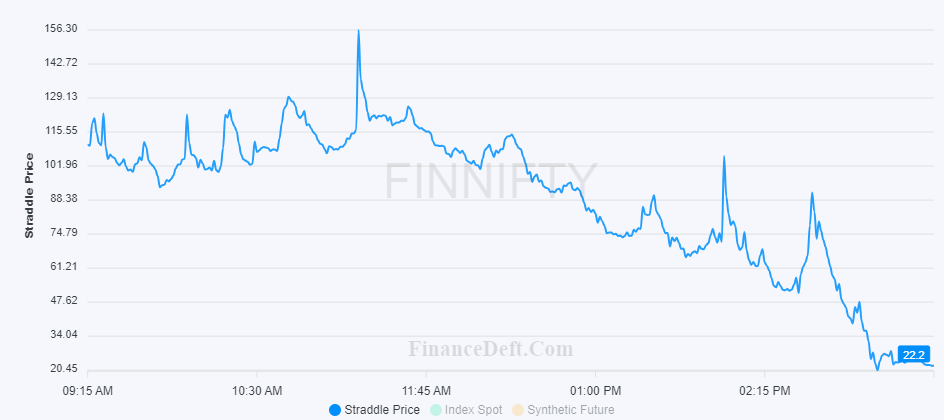 156.30
142.72
129.13
115.55
101.96
88.38
74.79
61.21
47.62
34.04
20.45
Straddle Price
FINNIFTY
FinanceDeft.Com
22.2
09:15 AM 10:30 AM 11:45 AM 01:00 PM 02:15 PM
Straddle Price Index Spot Synthetic Future